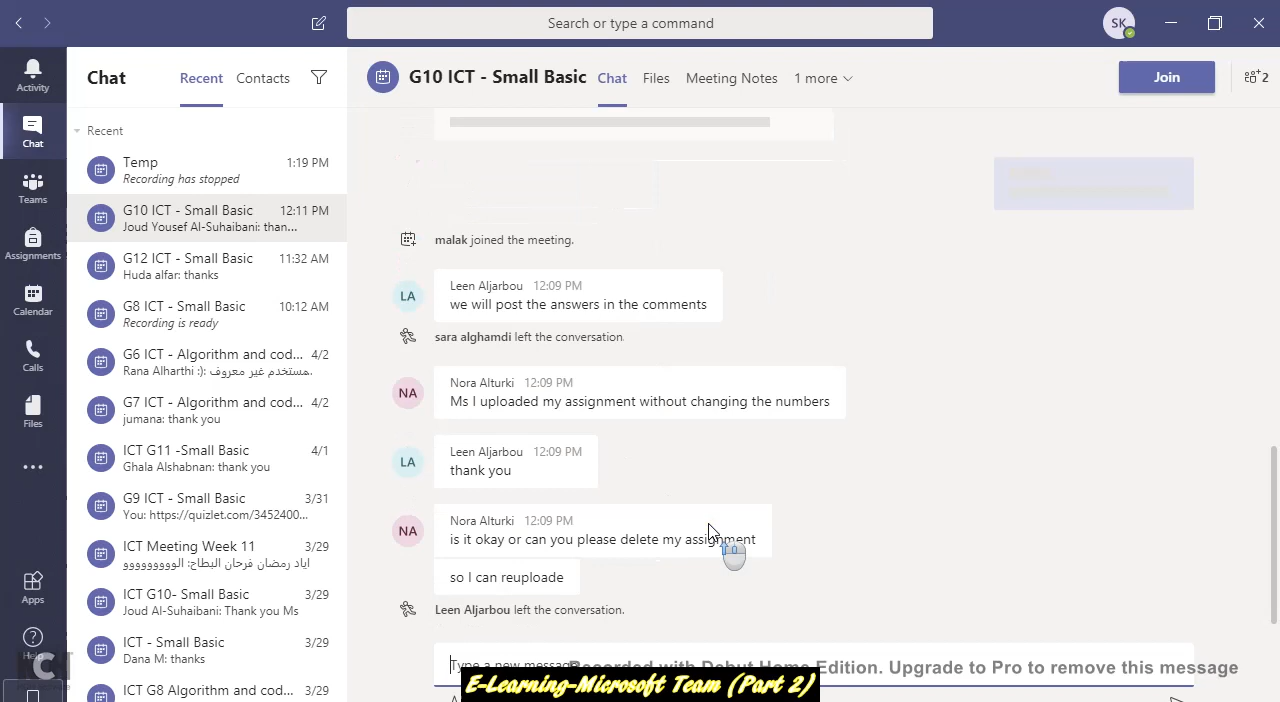 Search or type a command
SK
Activity
Chat
Teams
Assignments
Calendar
Calls
Files
Apps
Help
Chat
Recent
Contacts
Recent
Temp 1:19 PM
Recording has stopped
G10 ICT - Small Basic 12:11 PM
Joud Yousef Al-Suhaibani: than...
G12 ICT - Small Basic 11:32 AM
Huda alfar: thanks
G8 ICT - Small Basic 10:12 AM
Recording is ready
G6 ICT - Algorithm and cod... 4/2
Rana Alharthi :): مستخدم غير معروف.
G7 ICT - Algorithm and cod... 4/2
jumana: thank you
ICT G11 -Small Basic 4/1
Ghala Alshabnan: thank you
G9 ICT - Small Basic 3/31
You: https://quizlet.com/3452400...
ICT Meeting Week 11 3/29
اياد رمضان فرحان البطاح: الووووووووو
ICT G10- Small Basic 3/29
Joud Al-Suhaibani: Thank you Ms
ICT - Small Basic 3/29
Dana M: thanks
ICT G8 Algorithm and cod... 3/29
G10 ICT - Small Basic
Chat
Files
Meeting Notes
1 more
Join
2
malak joined the meeting.
LA
Leen Aljarbou 12:09 PM
we will post the answers in the comments
sara alghamdi left the conversation.
NA
Nora Alturki 12:09 PM
Ms I uploaded my assignment without changing the numbers
LA
Leen Aljarbou 12:09 PM
thank you
NA
Nora Alturki 12:09 PM
is it okay or can you please delete my assignment
so I can reuploade
Leen Aljarbou left the conversation.
Type a new message
Recorded with Debut Home Edition. Upgrade to Pro to remove this message
E-Learning-Microsoft Team (Part 2)